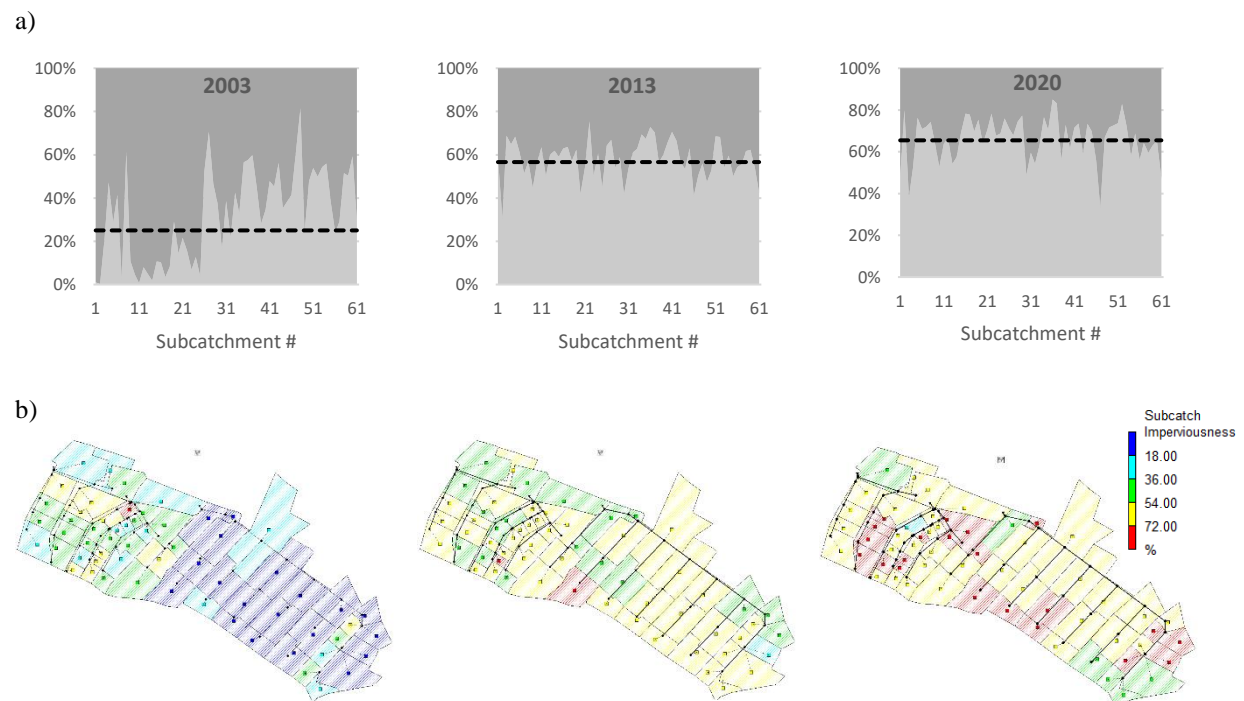 a)
2003
100%
80%
60%
40%
20%
0%
1 11 21 31 41 51 61
Subcatchment #
2013
100%
80%
60%
40%
20%
0%
1 11 21 31 41 51 61
Subcatchment #
2020
100%
80%
60%
40%
20%
0%
1 11 21 31 41 51 61
Subcatchment #
b)
Subcatch
Imperviousness
18.00
36.00
54.00
72.00
%